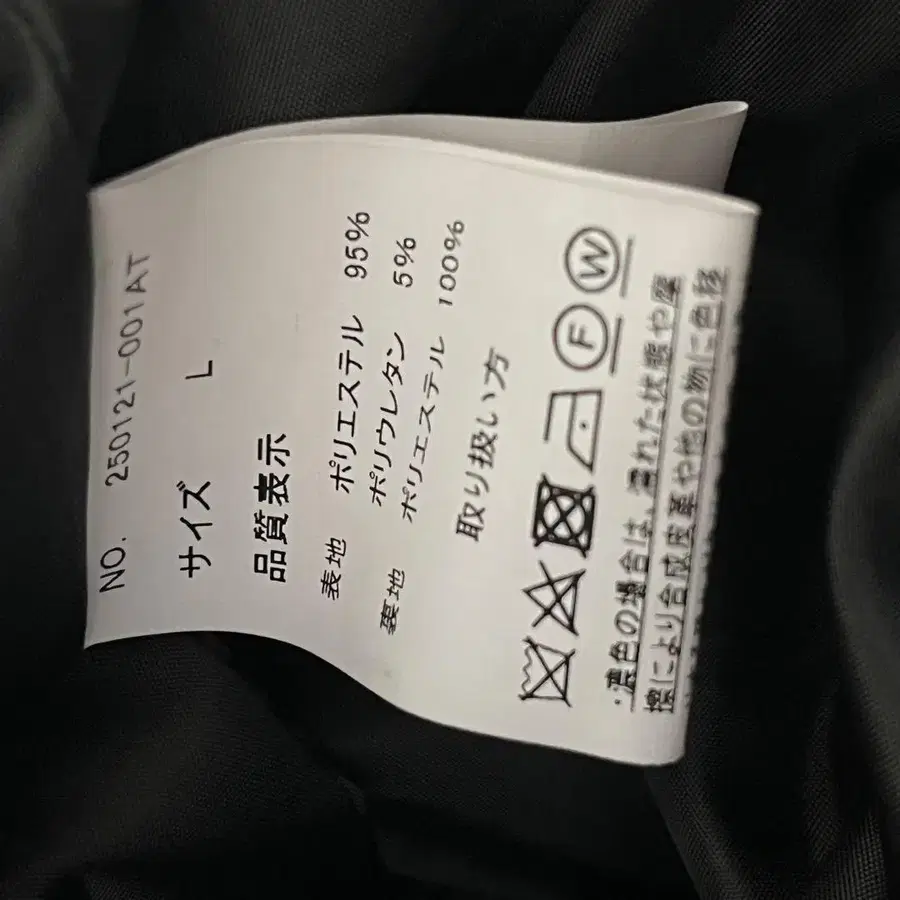 NO. 250121-001AT
サイズ L
品質表示
表地 ポリエステル 95%
ポリウレタン 5%
裏地 ポリエステル 100%
取り扱い方
F W
・濃色の場合は、濡れた状態や摩
擦により合成皮革や他の物に色移